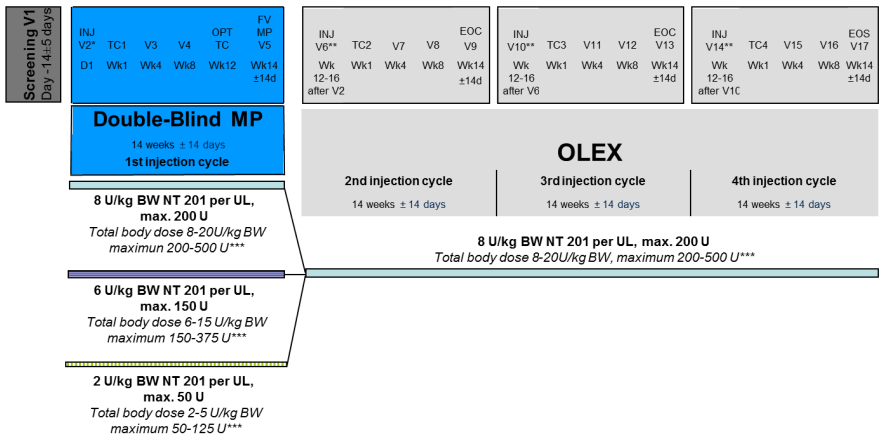 Screening V1
Day -14±5 days
INJ
V2*
D1
TC1
Wk1
V3
Wk4
V4
Wk8
OPT
TC
Wk12
FV
MP
V5
Wk14
±14d
INJ
V6**
Wk
12-16
after V2
TC2
Wk1
V7
Wk4
V8
Wk8
EOC
V9
Wk14
±14d
INJ
V10**
Wk
12-16
after V6
TC3
Wk1
V11
Wk4
V12
Wk8
EOC
V13
Wk14
±14d
INJ
V14**
Wk
12-16
after V10
TC4
Wk1
V15
Wk4
V16
Wk8
EOS
V17
Wk14
±14d
Double-Blind MP
14 weeks ± 14 days
1st injection cycle
OLEX
2nd injection cycle
14 weeks ± 14 days
3rd injection cycle
14 weeks ± 14 days
4th injection cycle
14 weeks ± 14 days
8 U/kg BW NT 201 per UL,
max. 200 U
Total body dose 8-20U/kg BW
maximun 200-500 U***
8 U/kg BW NT 201 per UL, max. 200 U
Total body dose 8-20U/kg BW, maximum 200-500 U***
6 U/kg BW NT 201 per UL,
max. 150 U
Total body dose 6-15 U/kg BW
maximum 150-375 U***
2 U/kg BW NT 201 per UL,
max. 50 U
Total body dose 2-5 U/kg BW
maximum 50-125 U***